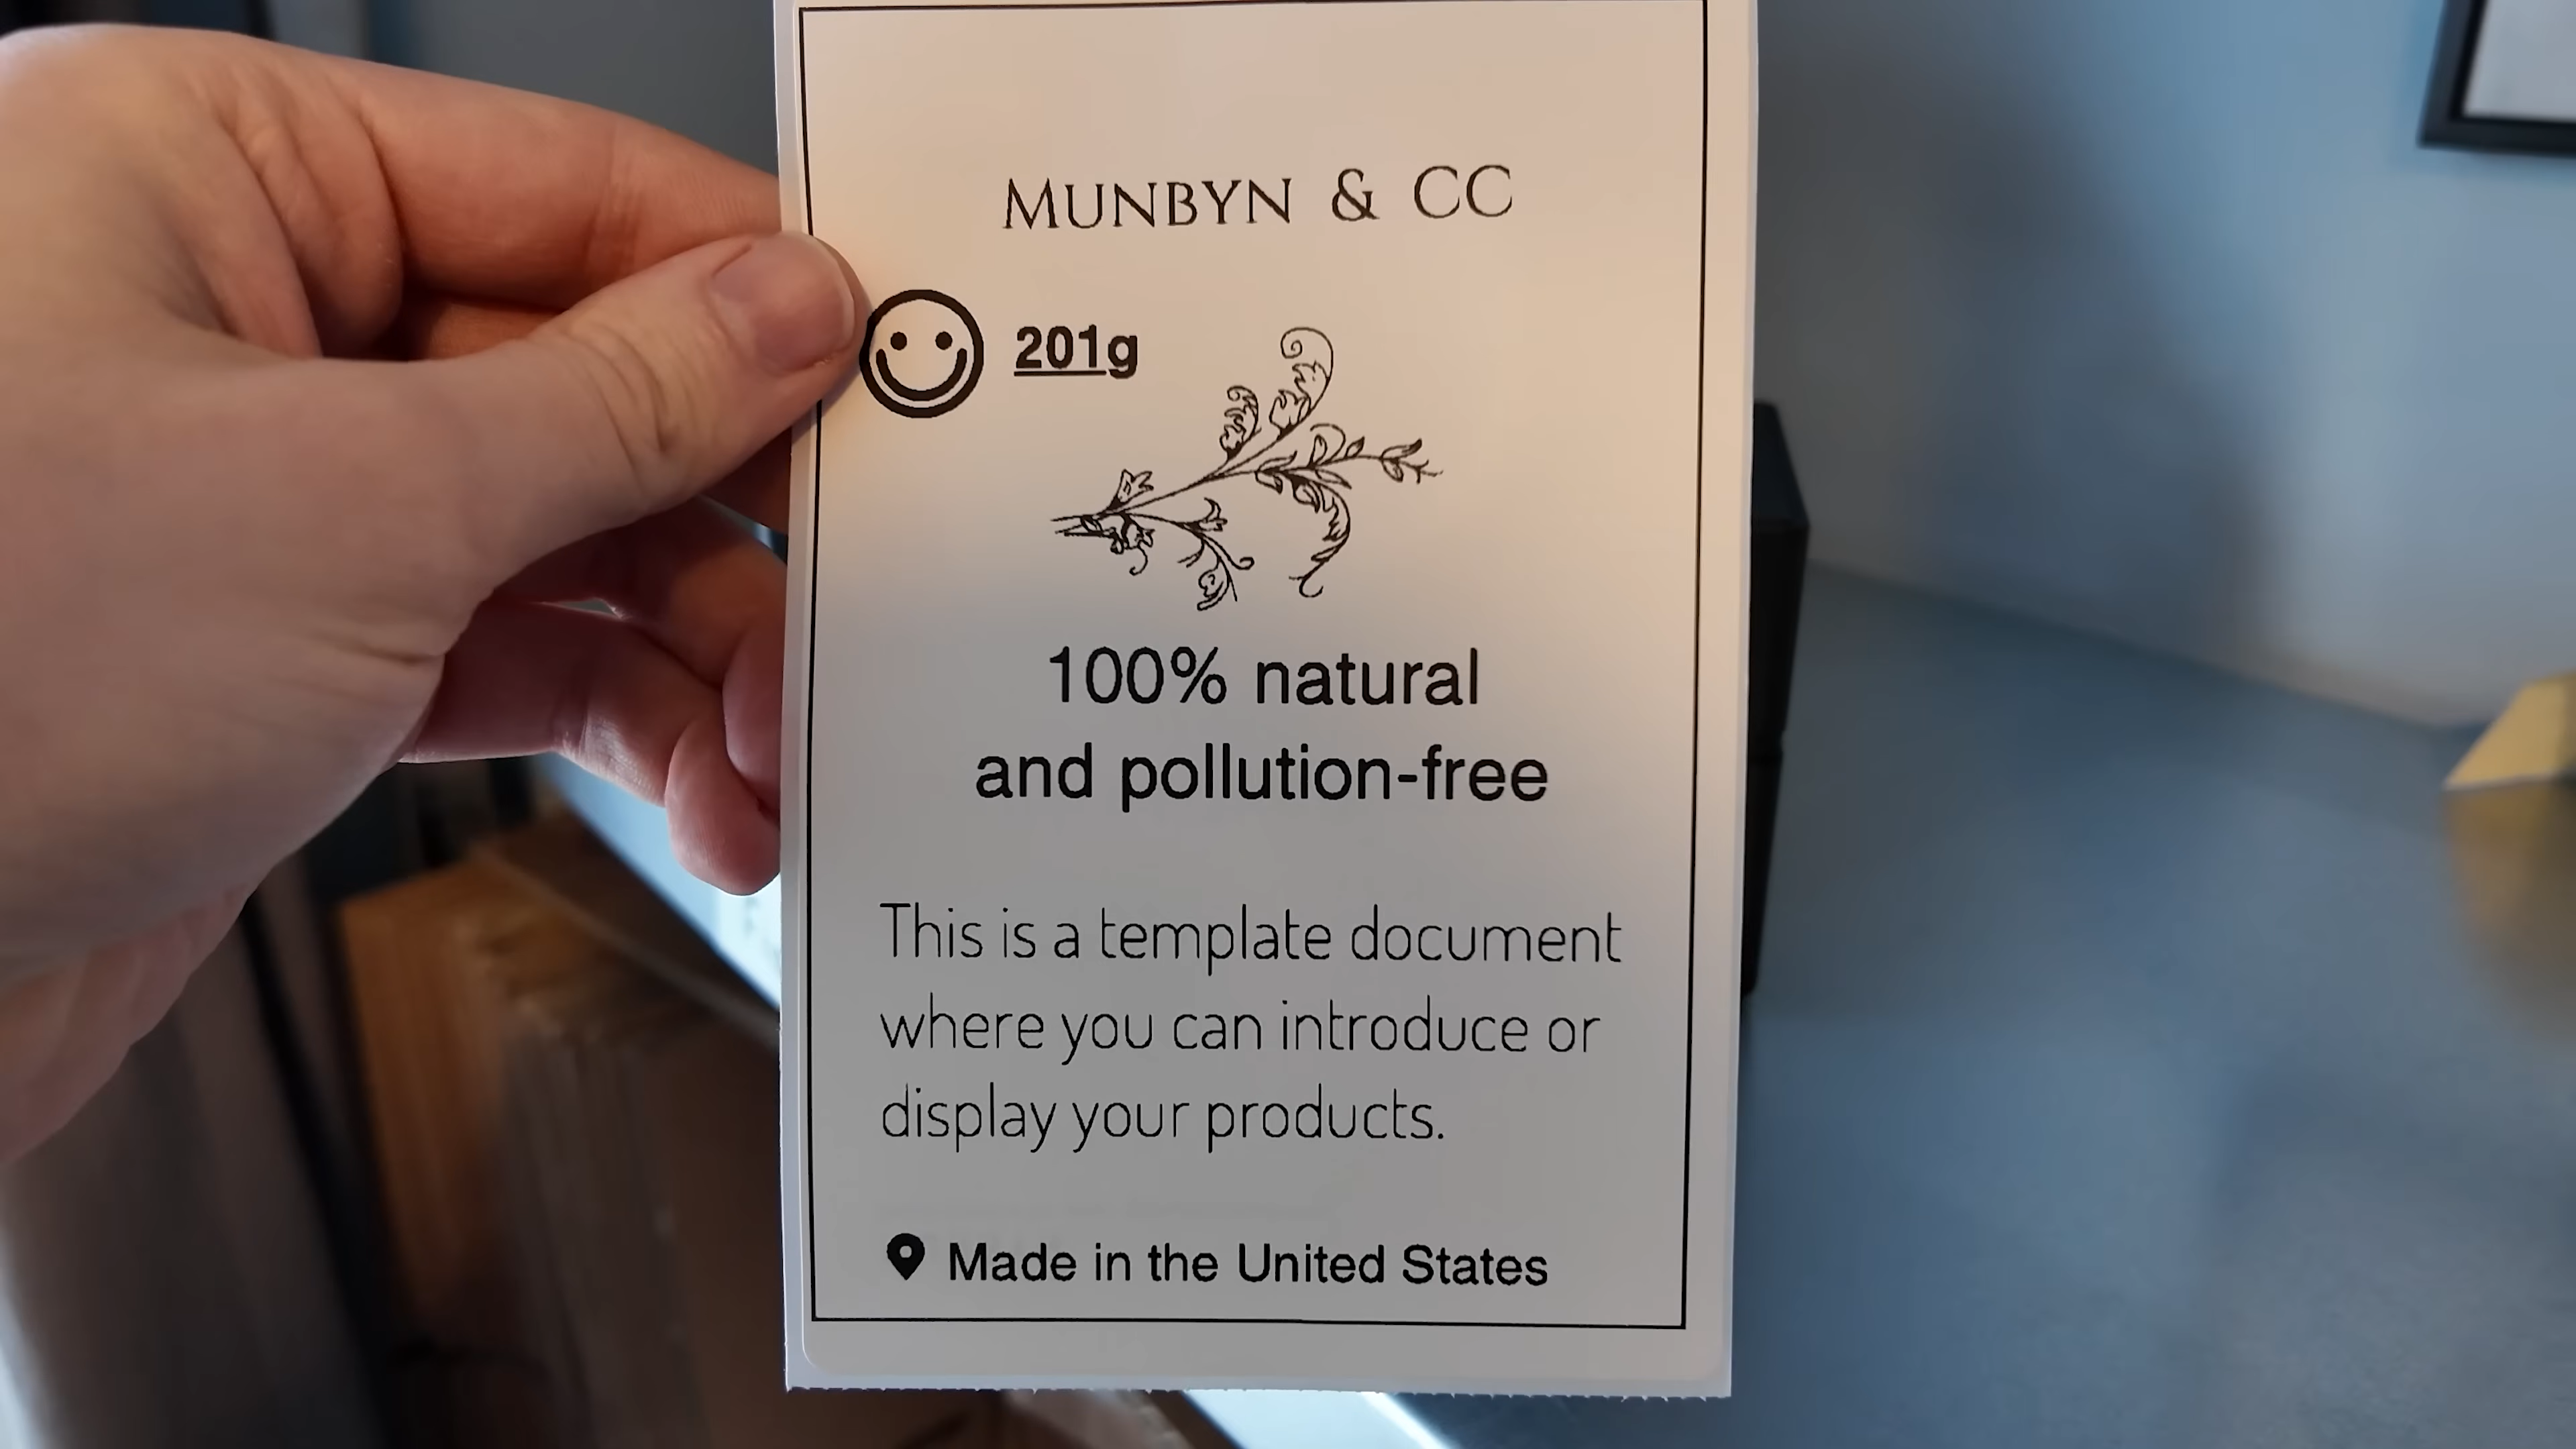 MUNBYN & CC
201g
100% natural
and pollution-free
This is a template document
where you can introduce or
display your products.
Made in the United States